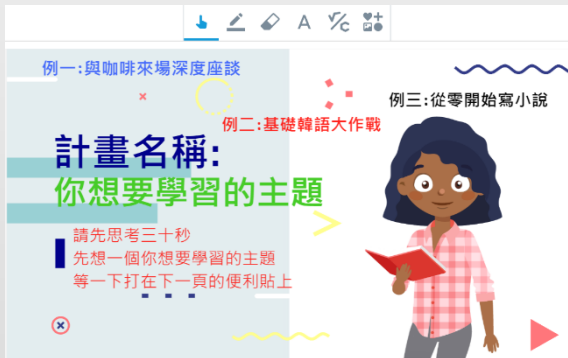 例一:與咖啡來場深度座談
例二:基礎韓語大作戰
例三:從零開始寫小說
計畫名稱:
你想要學習的主題
請先思考三十秒
先想一個你想要學習的主題
等一下打在下一頁的便利貼上